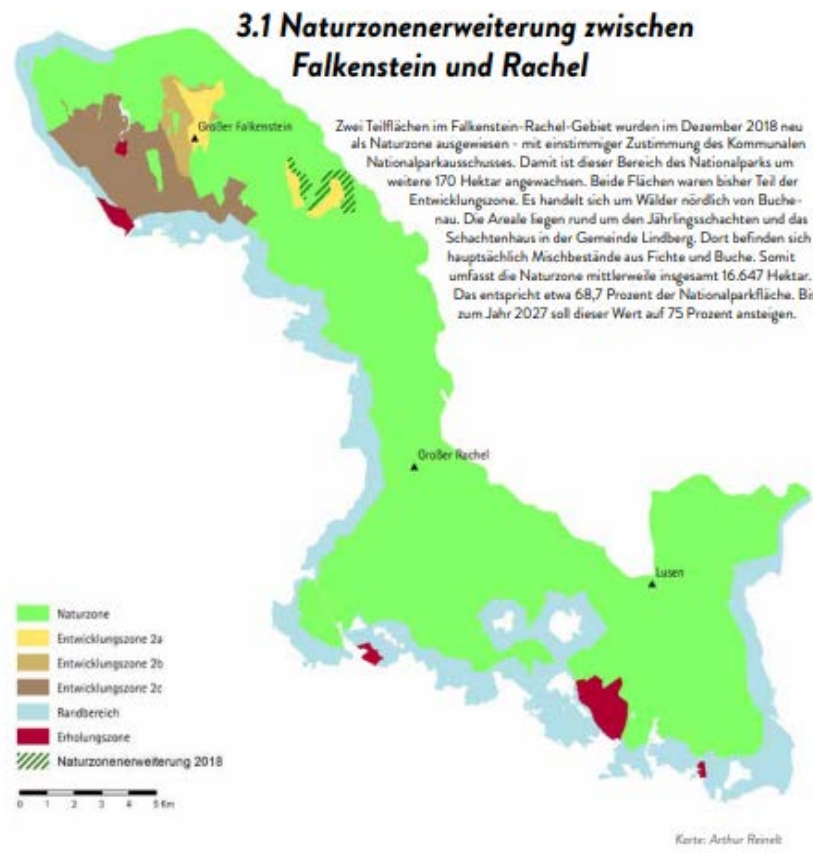 3.1 Naturzonenerweiterung zwischen
Falkenstein und Rachel
Zwei Teilflächen im Falkenstein-Rachel-Gebiet wurden im Dezember 2018 neu
als Naturzone ausgewiesen - mit einstimmiger Zustimmung des Kommunalen
Nationalparkausschusses. Damit ist dieser Bereich des Nationalparks um
weitere 170 Hektar angewachsen. Beide Flächen waren bisher Teil der
Entwicklungszone. Es handelt sich um Wälder nördlich von Buche-
nau. Die Areale liegen rund um den Jährlingsschachten und das
Schachtenhaus in der Gemeinde Lindberg. Dort befinden sich
hauptsächlich Mischbestände aus Fichte und Buche. Somit
umfasst die Naturzone mittlerweile insgesamt 16.647 Hektar.
Das entspricht etwa 68,7 Prozent der Nationalparkfläche. Bis
zum Jahr 2027 soll dieser Wert auf 75 Prozent ansteigen.
Großer Falkenstein
Großer Rachel
Lusen
Naturzone
Entwicklungszone 2a
Entwicklungszone 2b
Entwicklungszone 2c
Randbereich
Erholungszone
Naturzonenerweiterung 2018
0 1 2 3 4 5 Km
Karte: Arthur Reinelt